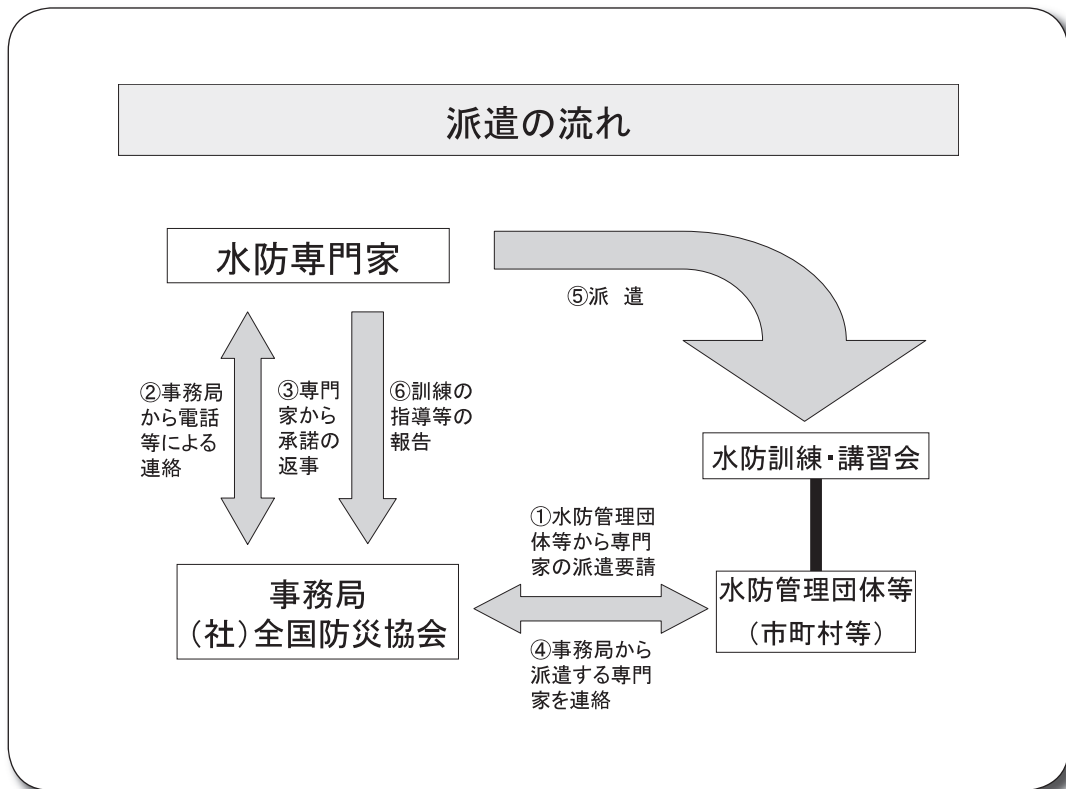 派遣の流れ
水防専門家
⑤派　遣
②事務局
から電話
等による
連絡
③専門
家から
承諾の
返事
⑥訓練の
指導等の
報告
水防訓練・講習会
①水防管理団
体等から専門
家の派遣要請
事務局
（社）全国防災協会
水防管理団体等
（市町村等）
④事務局から
派遣する専門
家を連絡